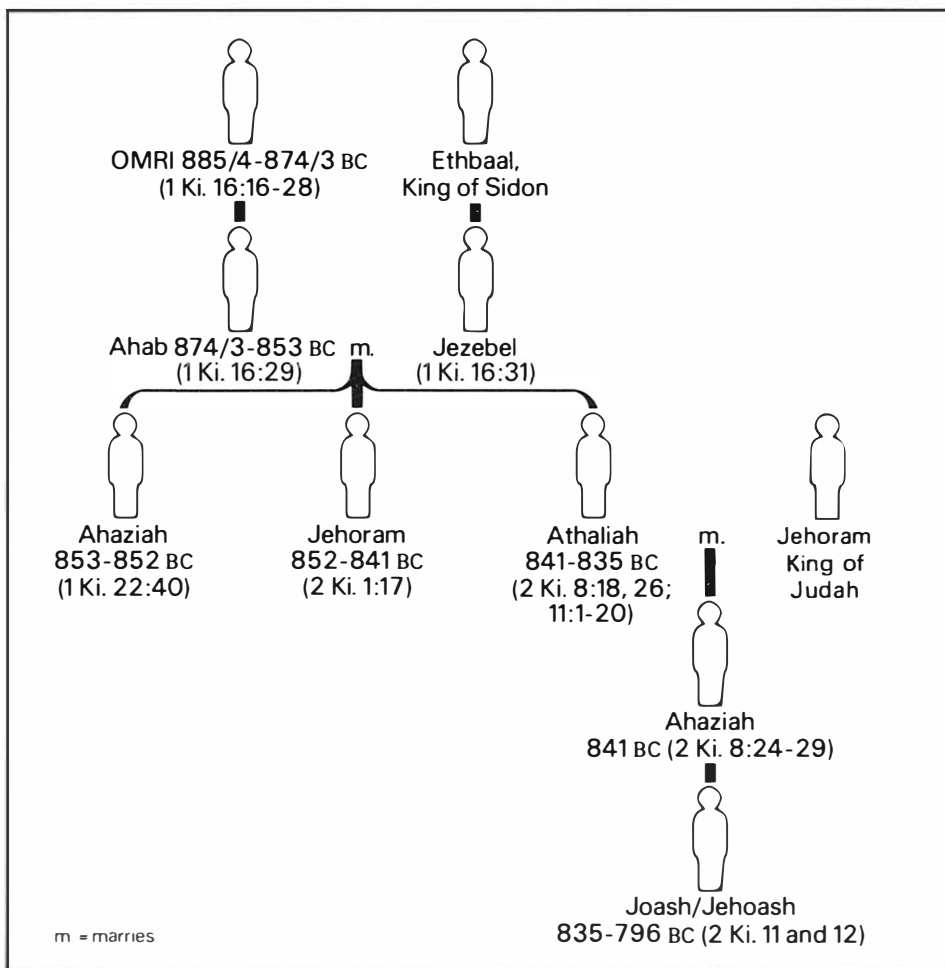 OMRI 885/4-874/3 BC
(1 Ki. 16:16-28)
Ethbaal,
King of Sidon
Ahab 874/3-853 BC m.
(1 Ki. 16:29)
Jezebel
(1 Ki. 16:31)
Ahaziah
853-852 BC
(1 Ki. 22:40)
Jehoram
852-841 BC
(2 Ki. 1:17)
Athaliah
841-835 BC
(2 Ki. 8:18, 26;
11:1-20)
m.
Jehoram
King of
Judah
Ahaziah
841 BC (2 Ki. 8:24-29)
Joash/Jehoash
835-796 BC (2 Ki. 11 and 12)
m = marries